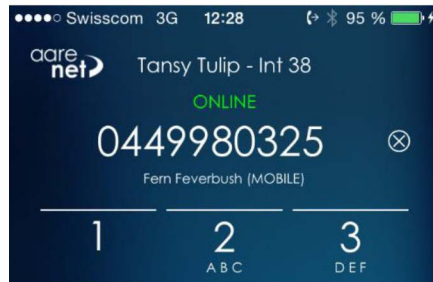 Swisscom 3G 12:28 95 %
aare
net
Tansy Tulip - Int 38
ONLINE
0449980325
Fern Feverbush (MOBILE)
1 2 3
ABC DEF